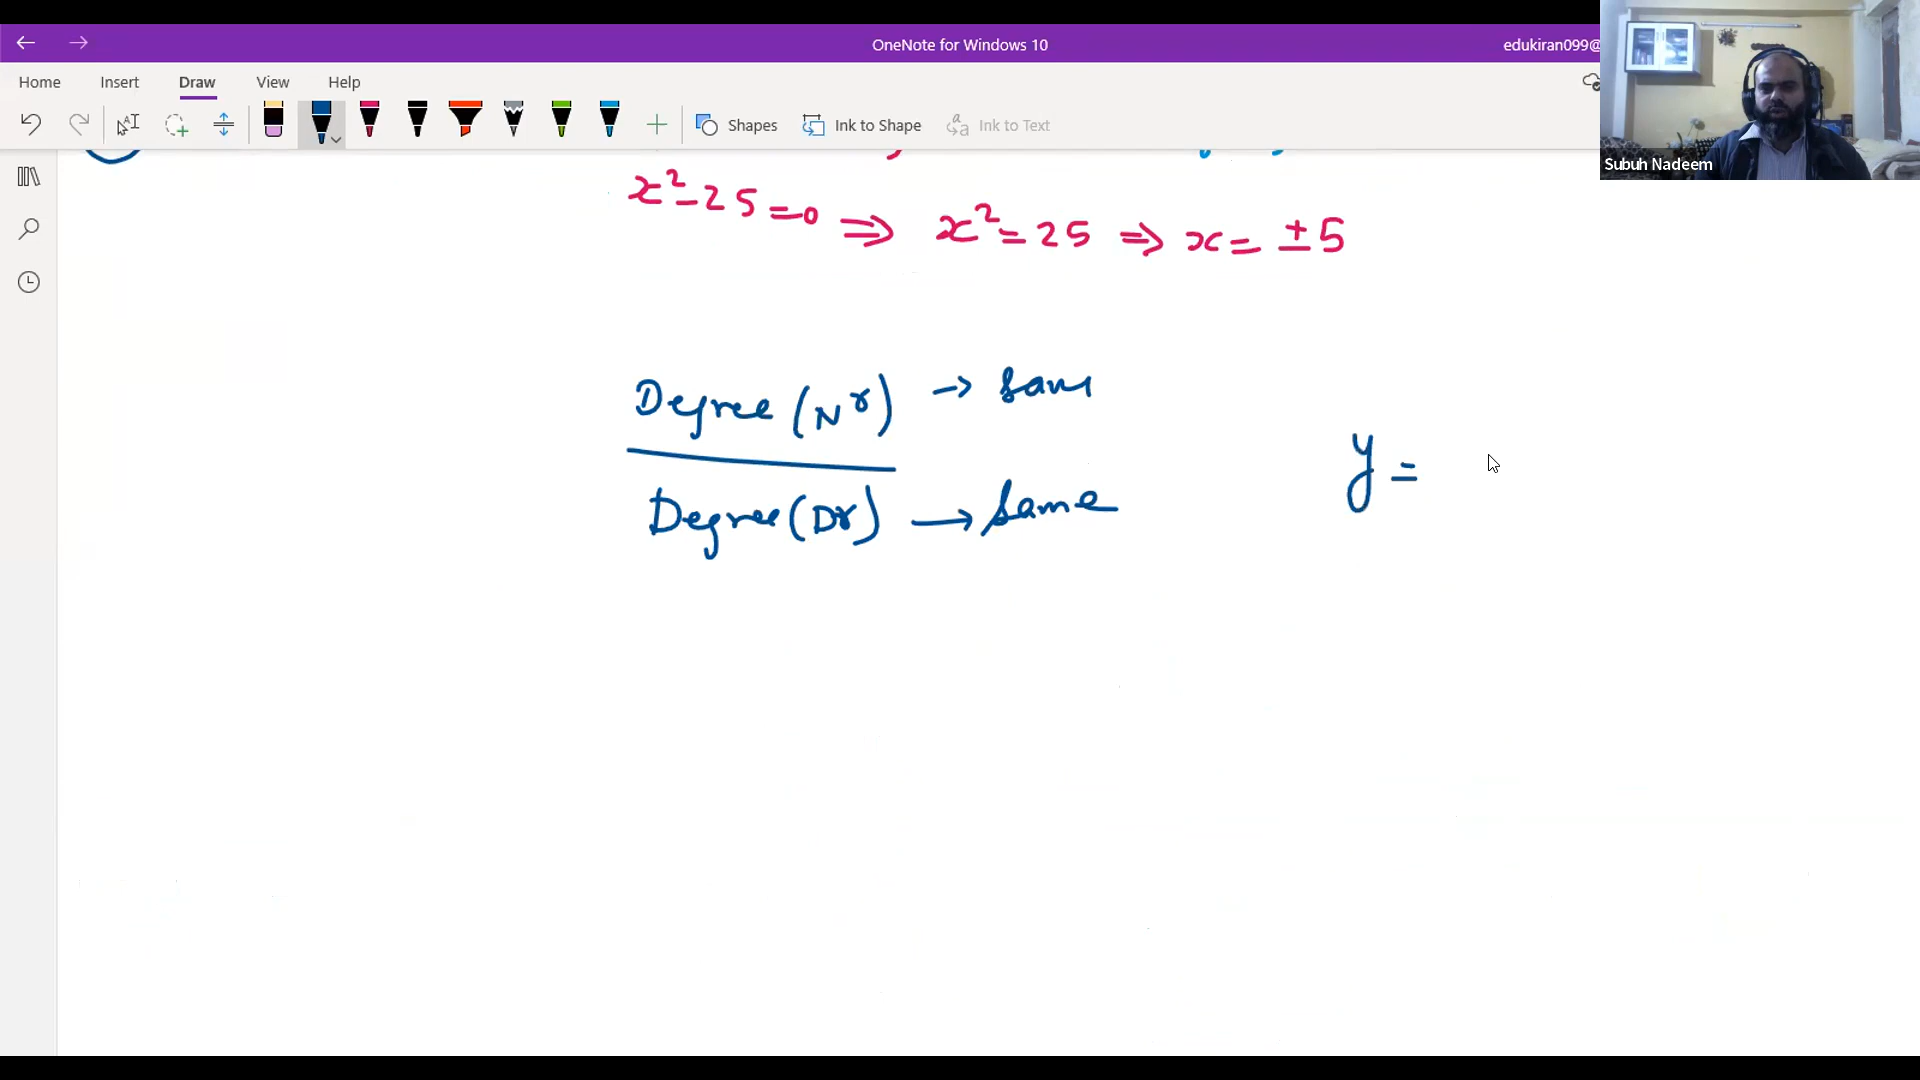 OneNote for Windows 10
edukiran099@
Home Insert Draw View Help
Shapes Ink to Shape Ink to Text
Subuh Nadeem
x²-25=0 ⇒ x²=25 ⇒ x=±5
Degree (Nr) → Same
Degree (Dr) → Same
y =